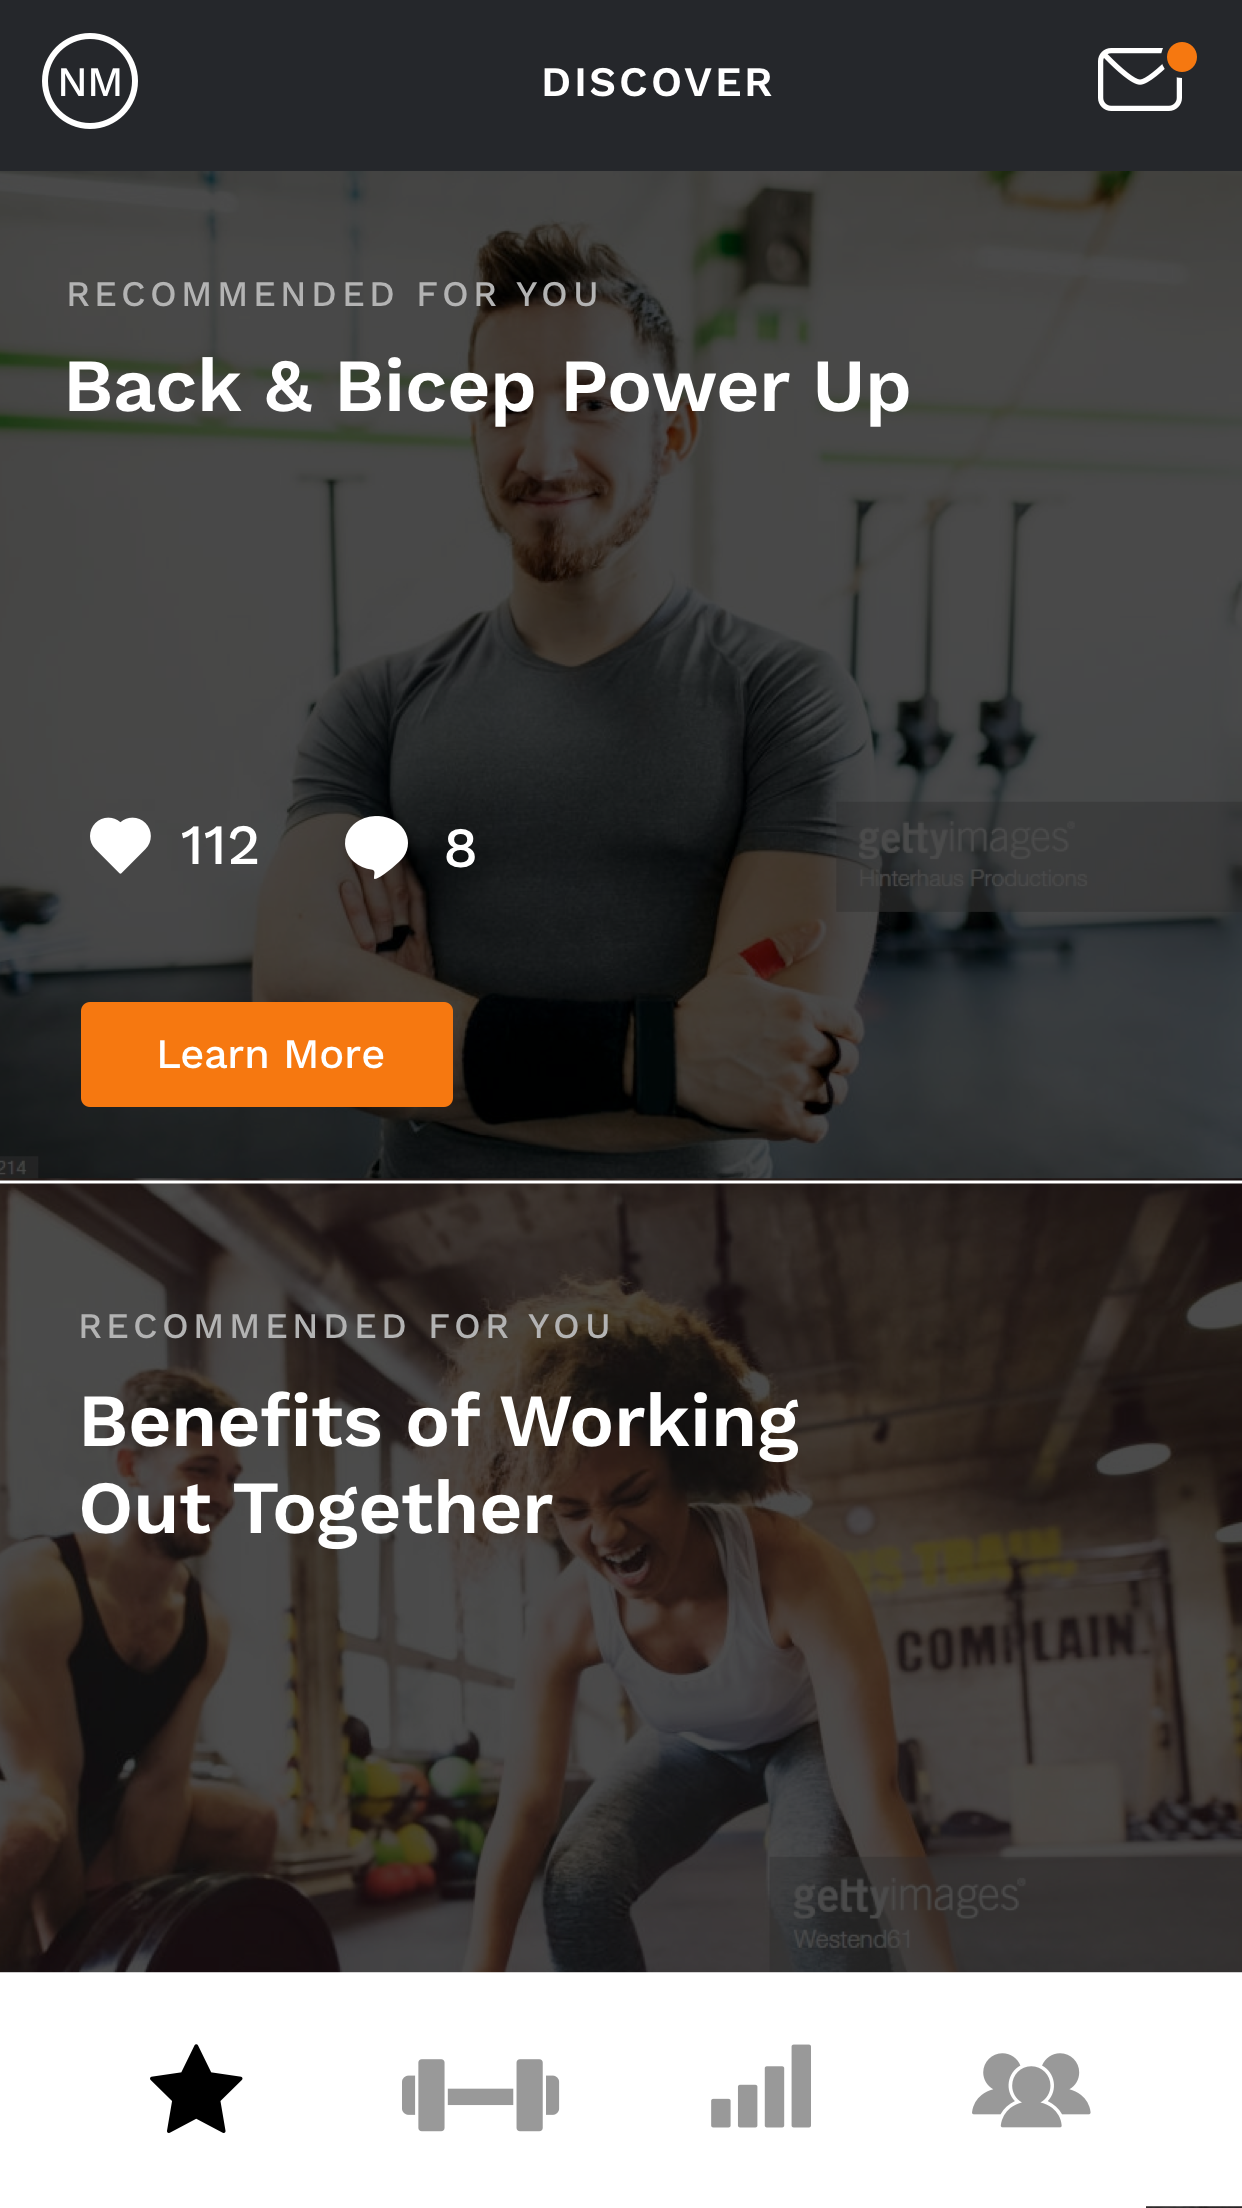 NM
DISCOVER
RECOMMENDED FOR YOU
Back & Bicep Power Up
112
8
gettyimages®
Hinterhaus Productions
Learn More
214
RECOMMENDED FOR YOU
Benefits of Working
Out Together
TRAIN
COMPLAIN.
gettyimages®
Westend61